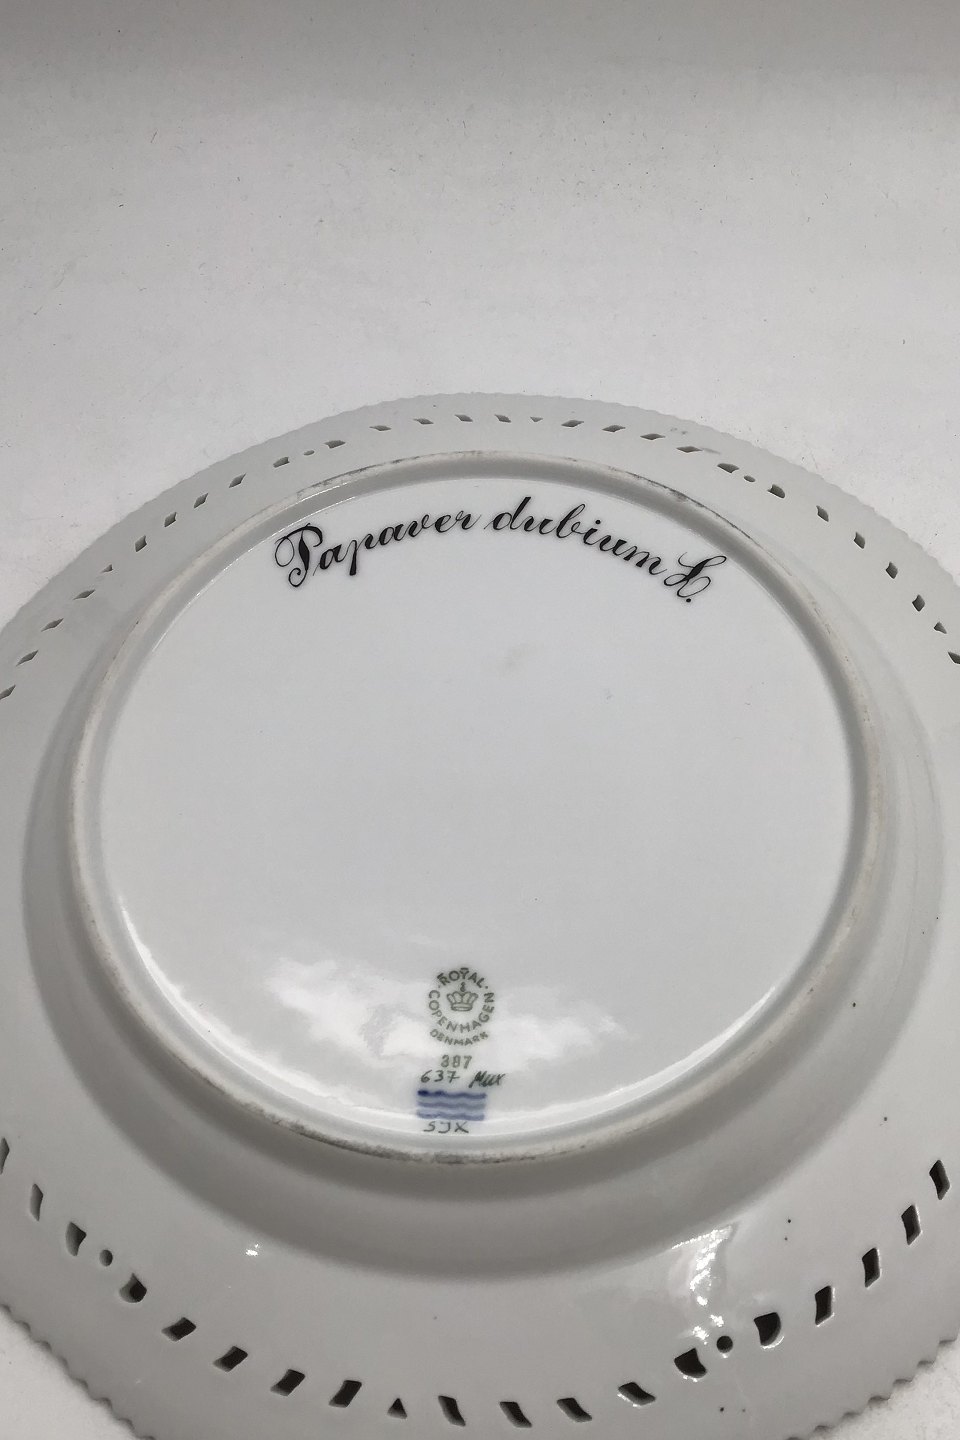 Papaver dubium L.
ROYAL
COPENHAGEN
DENMARK
387
637